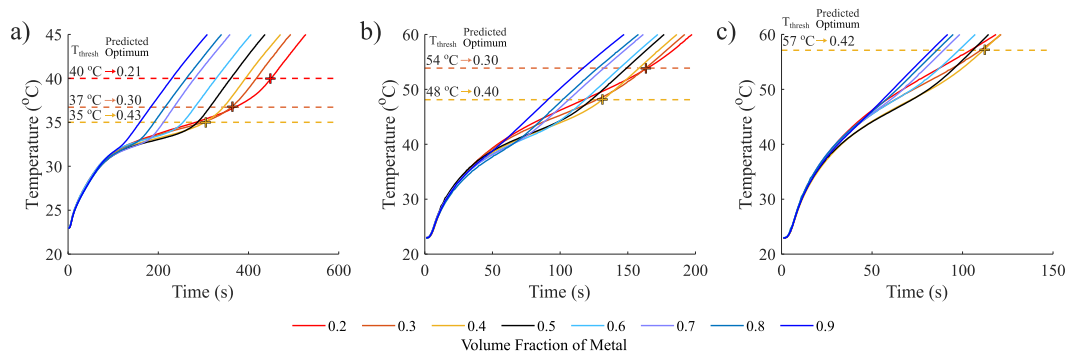 a)
T_thresh Predicted Optimum
40 °C→0.21
37 °C→0.30
35 °C→0.43
45
40
35
30
25
20
0 200 400 600
Temperature (°C)
Time (s)
b)
T_thresh Predicted Optimum
54 °C→0.30
48 °C→0.40
60
50
40
30
20
0 50 100 150 200
Temperature (°C)
Time (s)
c)
T_thresh Predicted Optimum
57 °C→0.42
60
50
40
30
20
0 50 100 150
Temperature (°C)
Time (s)
0.2 0.3 0.4 0.5 0.6 0.7 0.8 0.9
Volume Fraction of Metal